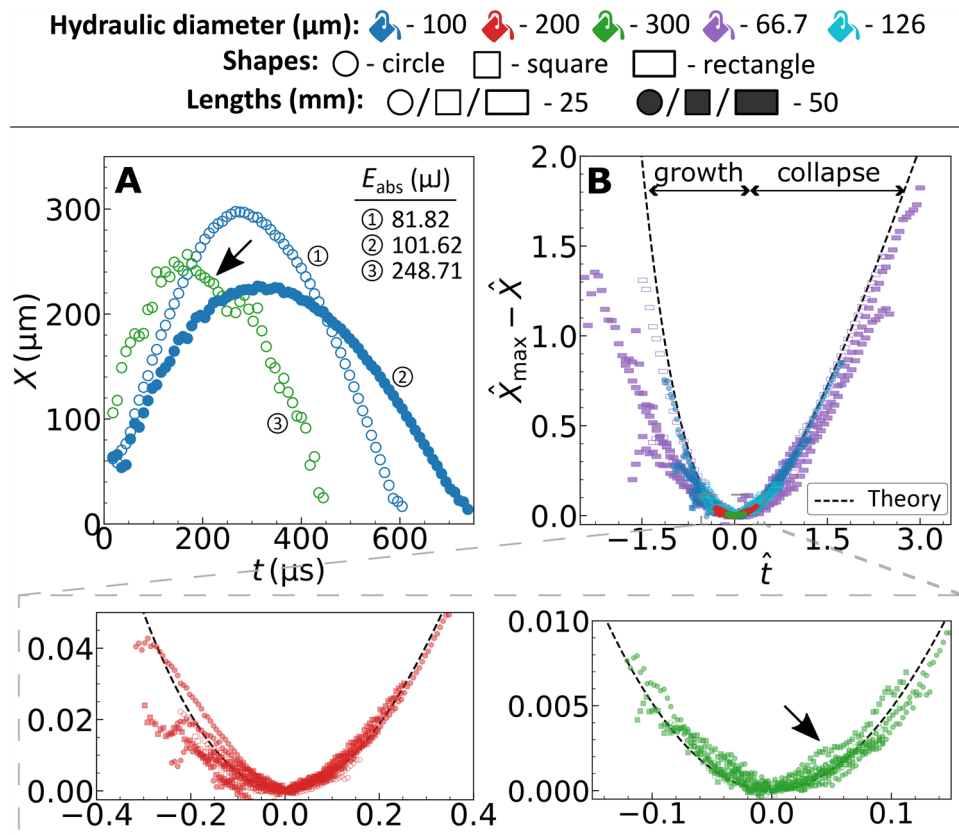 Hydraulic diameter (μm): - 100 - 200 - 300 - 66.7 - 126
Shapes: - circle - square - rectangle
Lengths (mm): / / - 25 / / - 50
A
E_abs (μJ)
① 81.82
② 101.62
③ 248.71
①
②
③
300
200
100
0
X (μm)
0 200 400 600
t (μs)
B
growth collapse
2.0
1.5
1.0
0.5
0.0
X̂_max − X̂
Theory
−1.5 0.0 1.5 3.0
t̂
0.04
0.02
0.00
−0.4 −0.2 0.0 0.2 0.4
0.010
0.005
0.000
−0.1 0.0 0.1